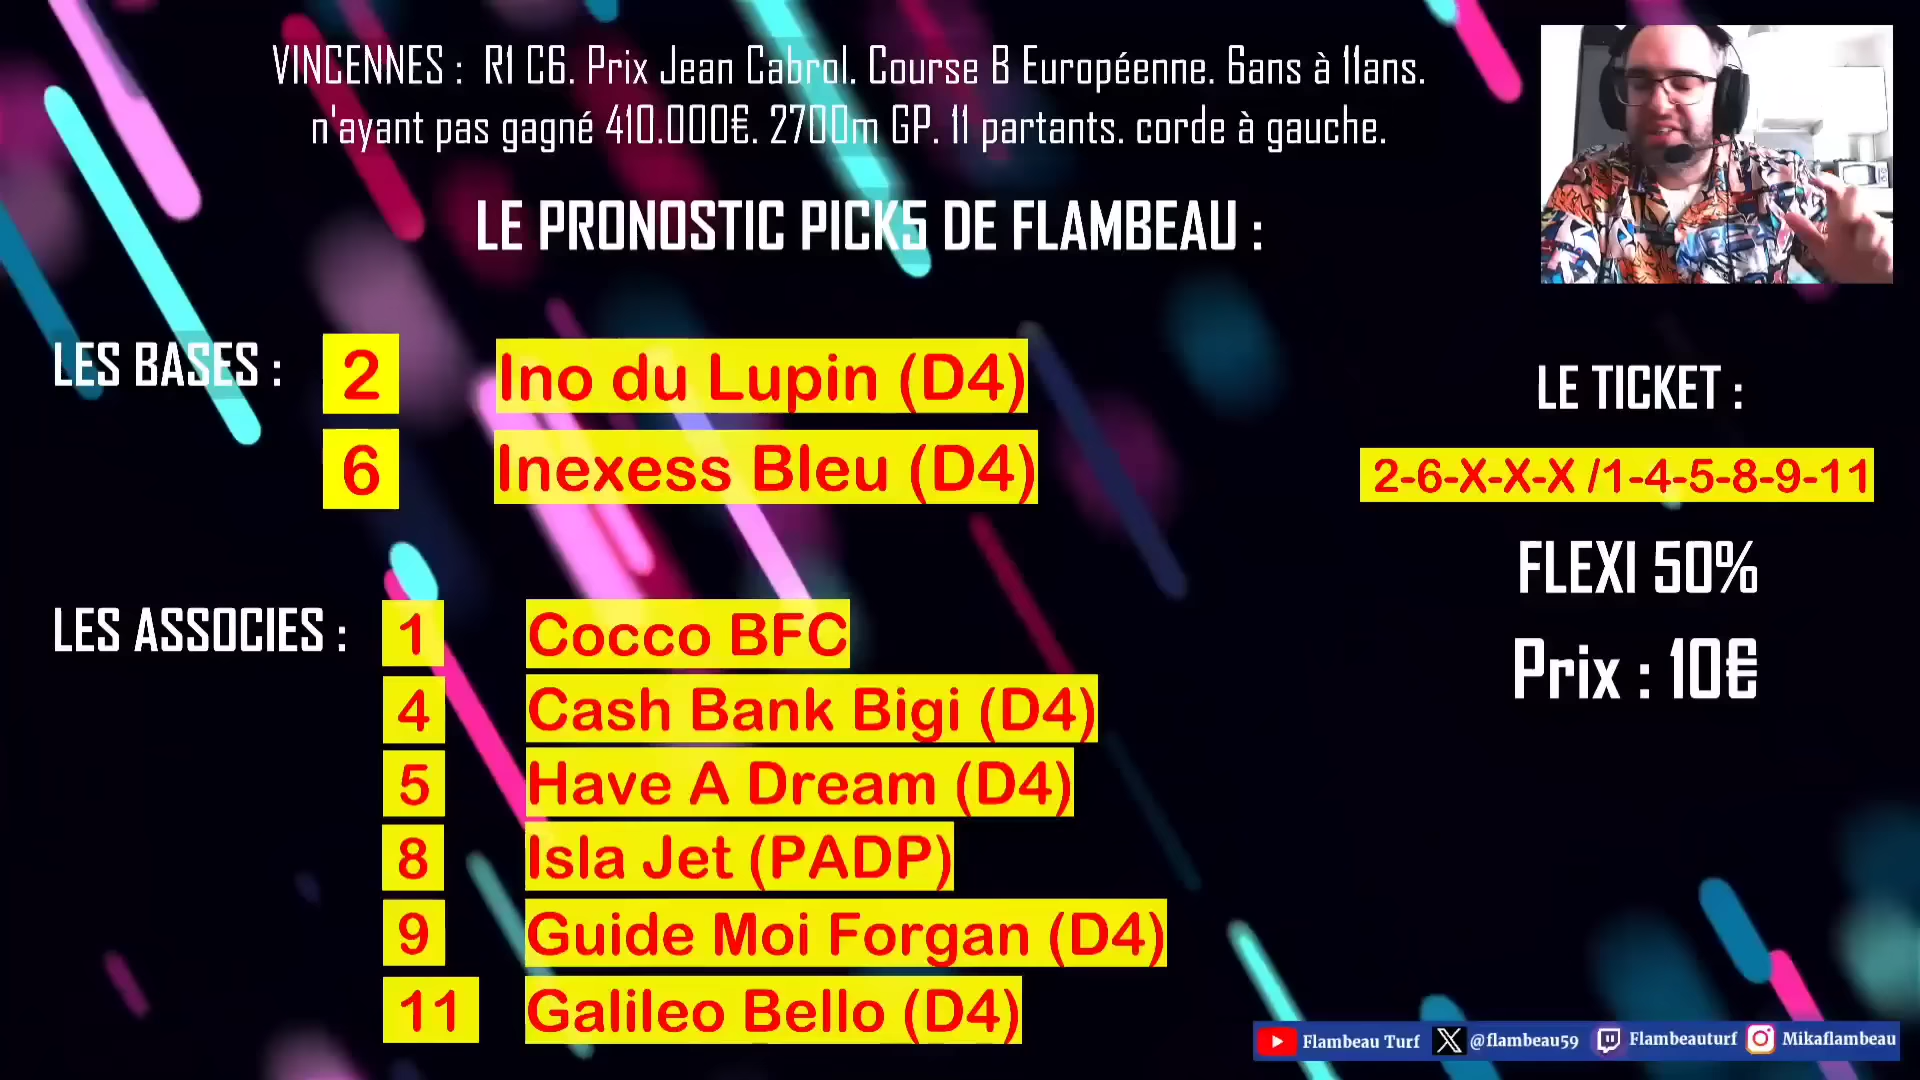 VINCENNES : R1 C6. Prix Jean Cabrol. Course B Européenne. 6ans à 11ans.
n'ayant pas gagné 410.000€. 2700m GP. 11 partants. corde à gauche.
LE PRONOSTIC PICK5 DE FLAMBEAU :
LES BASES : 2 Ino du Lupin (D4)
6 Inexess Bleu (D4)
LE TICKET :
2-6-X-X-X /1-4-5-8-9-11
FLEXI 50%
Prix : 10€
LES ASSOCIES : 1 Cocco BFC
4 Cash Bank Bigi (D4)
5 Have A Dream (D4)
8 Isla Jet (PADP)
9 Guide Moi Forgan (D4)
11 Galileo Bello (D4)
Flambeau Turf @flambeau59 Flambeauturf Mikaflambeau